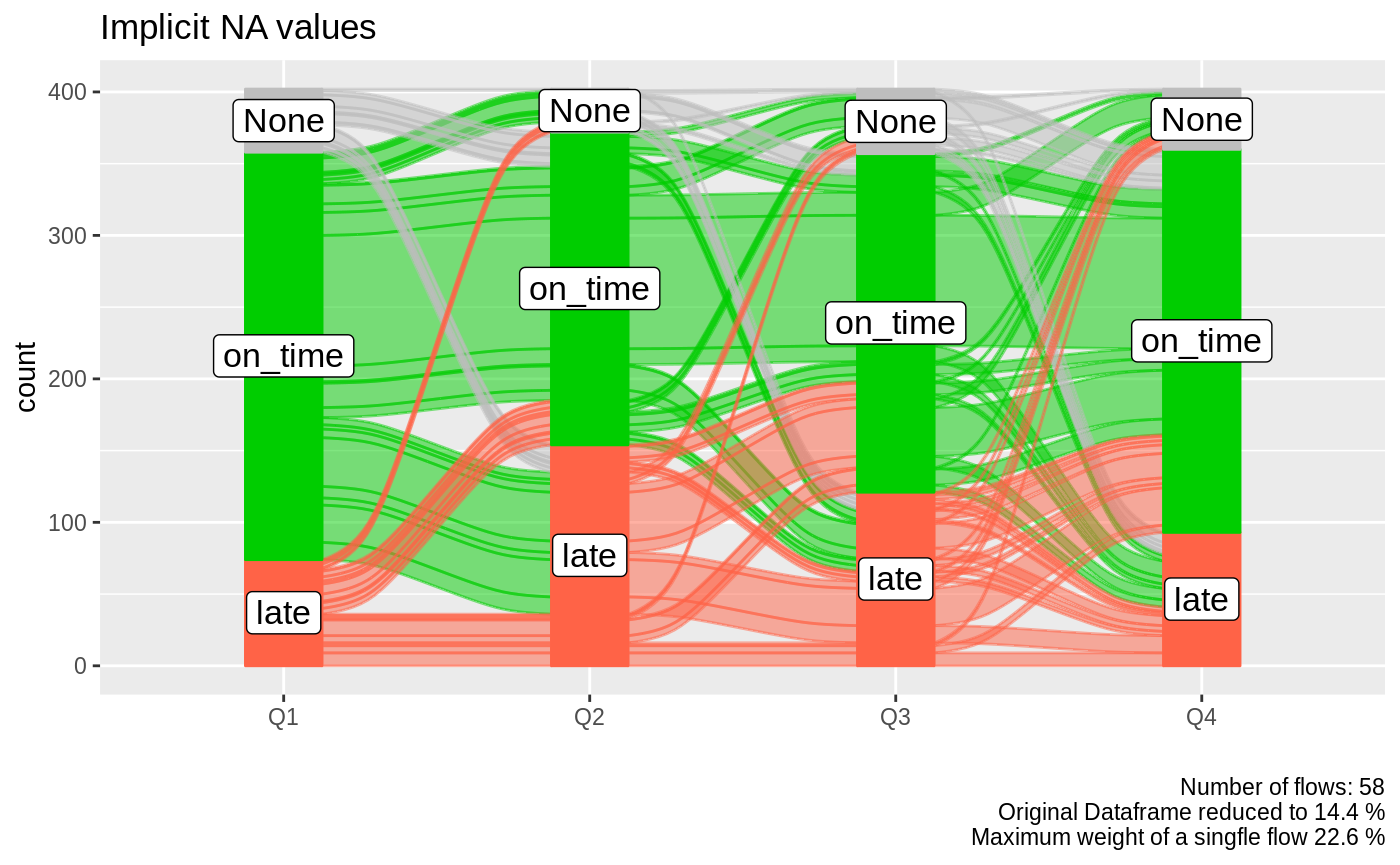 Implicit NA values
count
400
300
200
100
0
None
None
None
None
on_time
on_time
on_time
on_time
late
late
late
late
Q1
Q2
Q3
Q4
Number of flows: 58
Original Dataframe reduced to 14.4 %
Maximum weight of a singfle flow 22.6 %